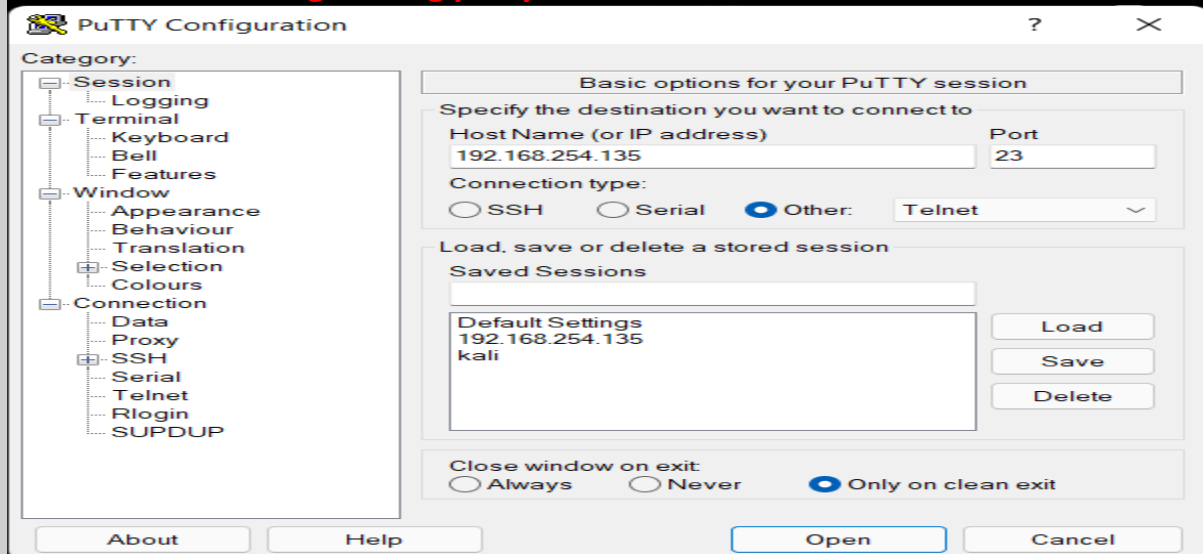 PuTTY Configuration
?
Category:
Session
Logging
Terminal
Keyboard
Bell
Features
Window
Appearance
Behaviour
Translation
Selection
Colours
Connection
Data
Proxy
SSH
Serial
Telnet
Rlogin
SUPDUP
Basic options for your PuTTY session
Specify the destination you want to connect to
Host Name (or IP address) Port
192.168.254.135 23
Connection type:
SSH Serial Other: Telnet
Load, save or delete a stored session
Saved Sessions
Default Settings
192.168.254.135
kali
Load
Save
Delete
Close window on exit:
Always Never Only on clean exit
About Help Open Cancel